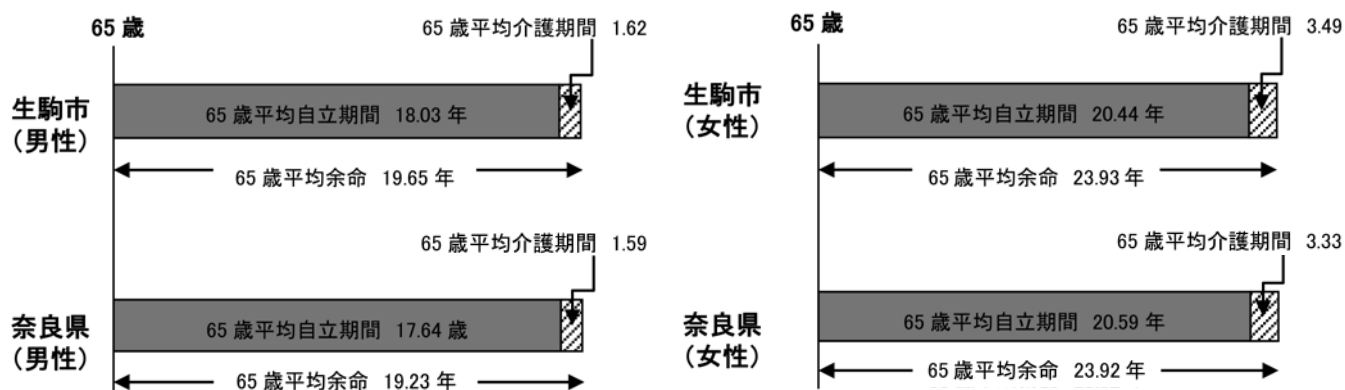 65 歳
65 歳平均介護期間 1.62
生駒市
（男性）
65 歳平均自立期間 18.03 年
65 歳平均余命 19.65 年
65 歳平均介護期間 1.59
奈良県
（男性）
65 歳平均自立期間 17.64 歳
65 歳平均余命 19.23 年
65 歳
65 歳平均介護期間 3.49
生駒市
（女性）
65 歳平均自立期間 20.44 年
65 歳平均余命 23.93 年
65 歳平均介護期間 3.33
奈良県
（女性）
65 歳平均自立期間 20.59 年
65 歳平均余命 23.92 年